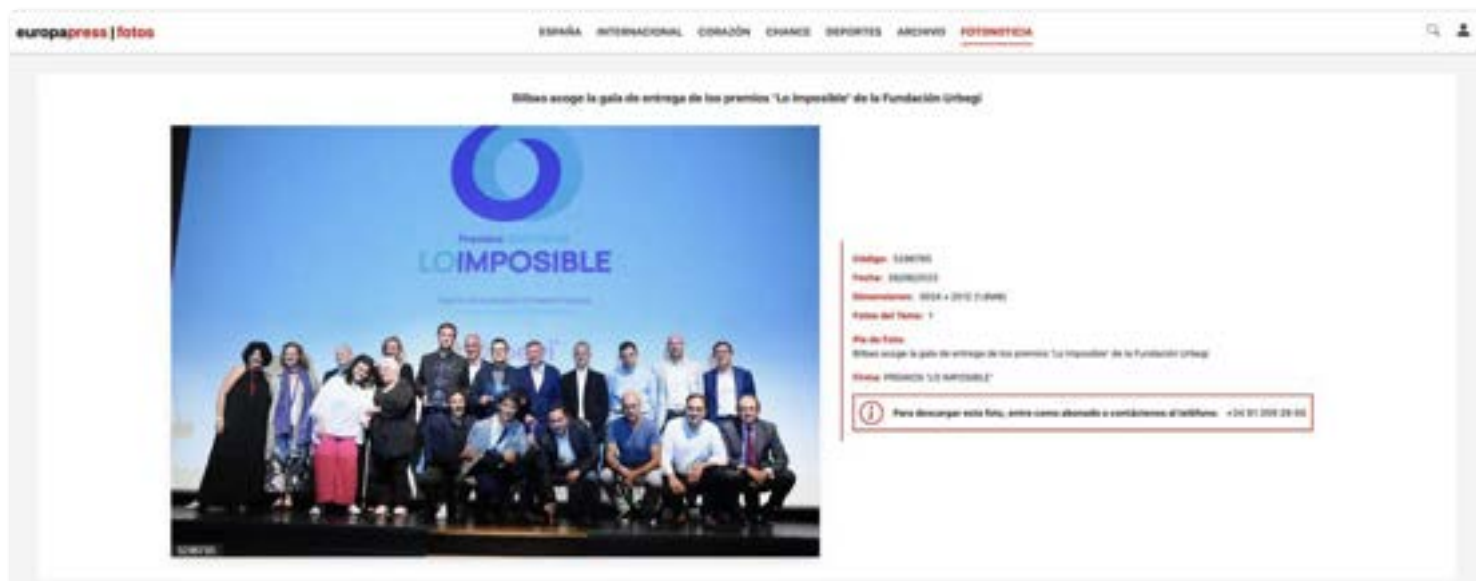 europapress | fotos
ESPAÑA INTERNACIONAL CORAZÓN CHANCE DEPORTES ARCHIVO FOTONOTICIA
Bilbao acoge la gala de entrega de los premios 'Lo Imposible' de la Fundación Urbegi
Premios
LOIMPOSIBLE
Código:
Fecha:
Dimensiones:
Fotos del Tema: 1
Pie de Foto:
Bilbao acoge la gala de entrega de los premios 'Lo Imposible' de la Fundación Urbegi
Firma: PREMIOS 'LO IMPOSIBLE'
Para descargar esta foto, entre como abonado o contáctenos al teléfono: